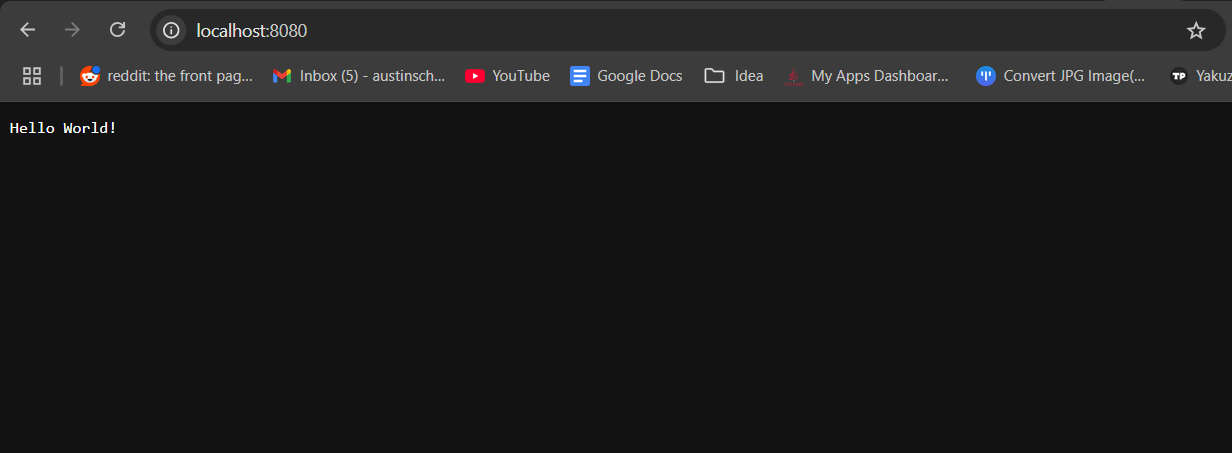 localhost:8080
reddit: the front pag... Inbox (5) - austinsch... YouTube Google Docs Idea My Apps Dashboar... Convert JPG Image(... TP Yakuz
Hello World!